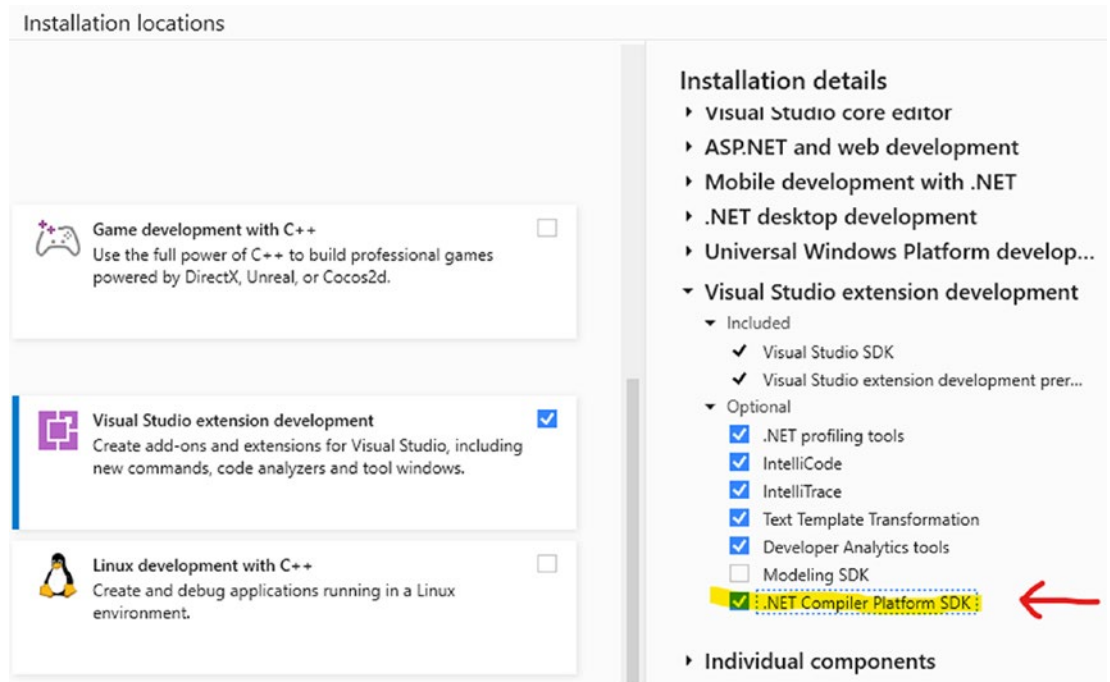 Installation locations
Game development with C++
Use the full power of C++ to build professional games
powered by DirectX, Unreal, or Cocos2d.
Visual Studio extension development
Create add-ons and extensions for Visual Studio, including
new commands, code analyzers and tool windows.
Linux development with C++
Create and debug applications running in a Linux
environment.
Installation details
Visual Studio core editor
ASP.NET and web development
Mobile development with .NET
.NET desktop development
Universal Windows Platform develop...
Visual Studio extension development
Included
Visual Studio SDK
Visual Studio extension development prer...
Optional
.NET profiling tools
IntelliCode
IntelliTrace
Text Template Transformation
Developer Analytics tools
Modeling SDK
.NET Compiler Platform SDK
Individual components